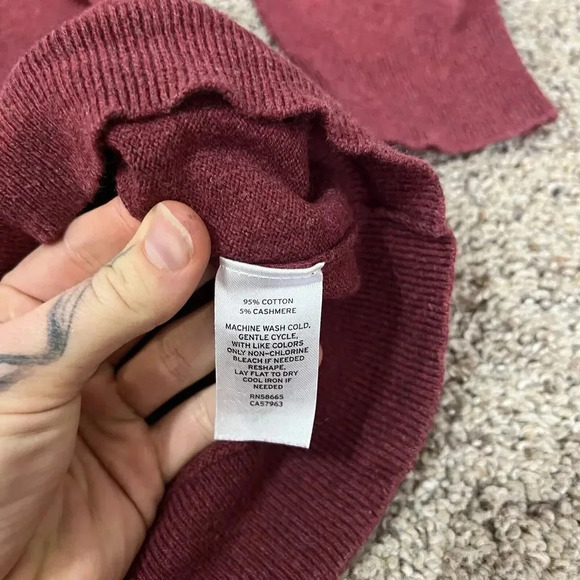 95% COTTON
5% CASHMERE
MACHINE WASH COLD,
GENTLE CYCLE,
WITH LIKE COLORS
ONLY NON-CHLORINE
BLEACH IF NEEDED
RESHAPE,
LAY FLAT TO DRY
COOL IRON IF
NEEDED
RN58665
CA57963